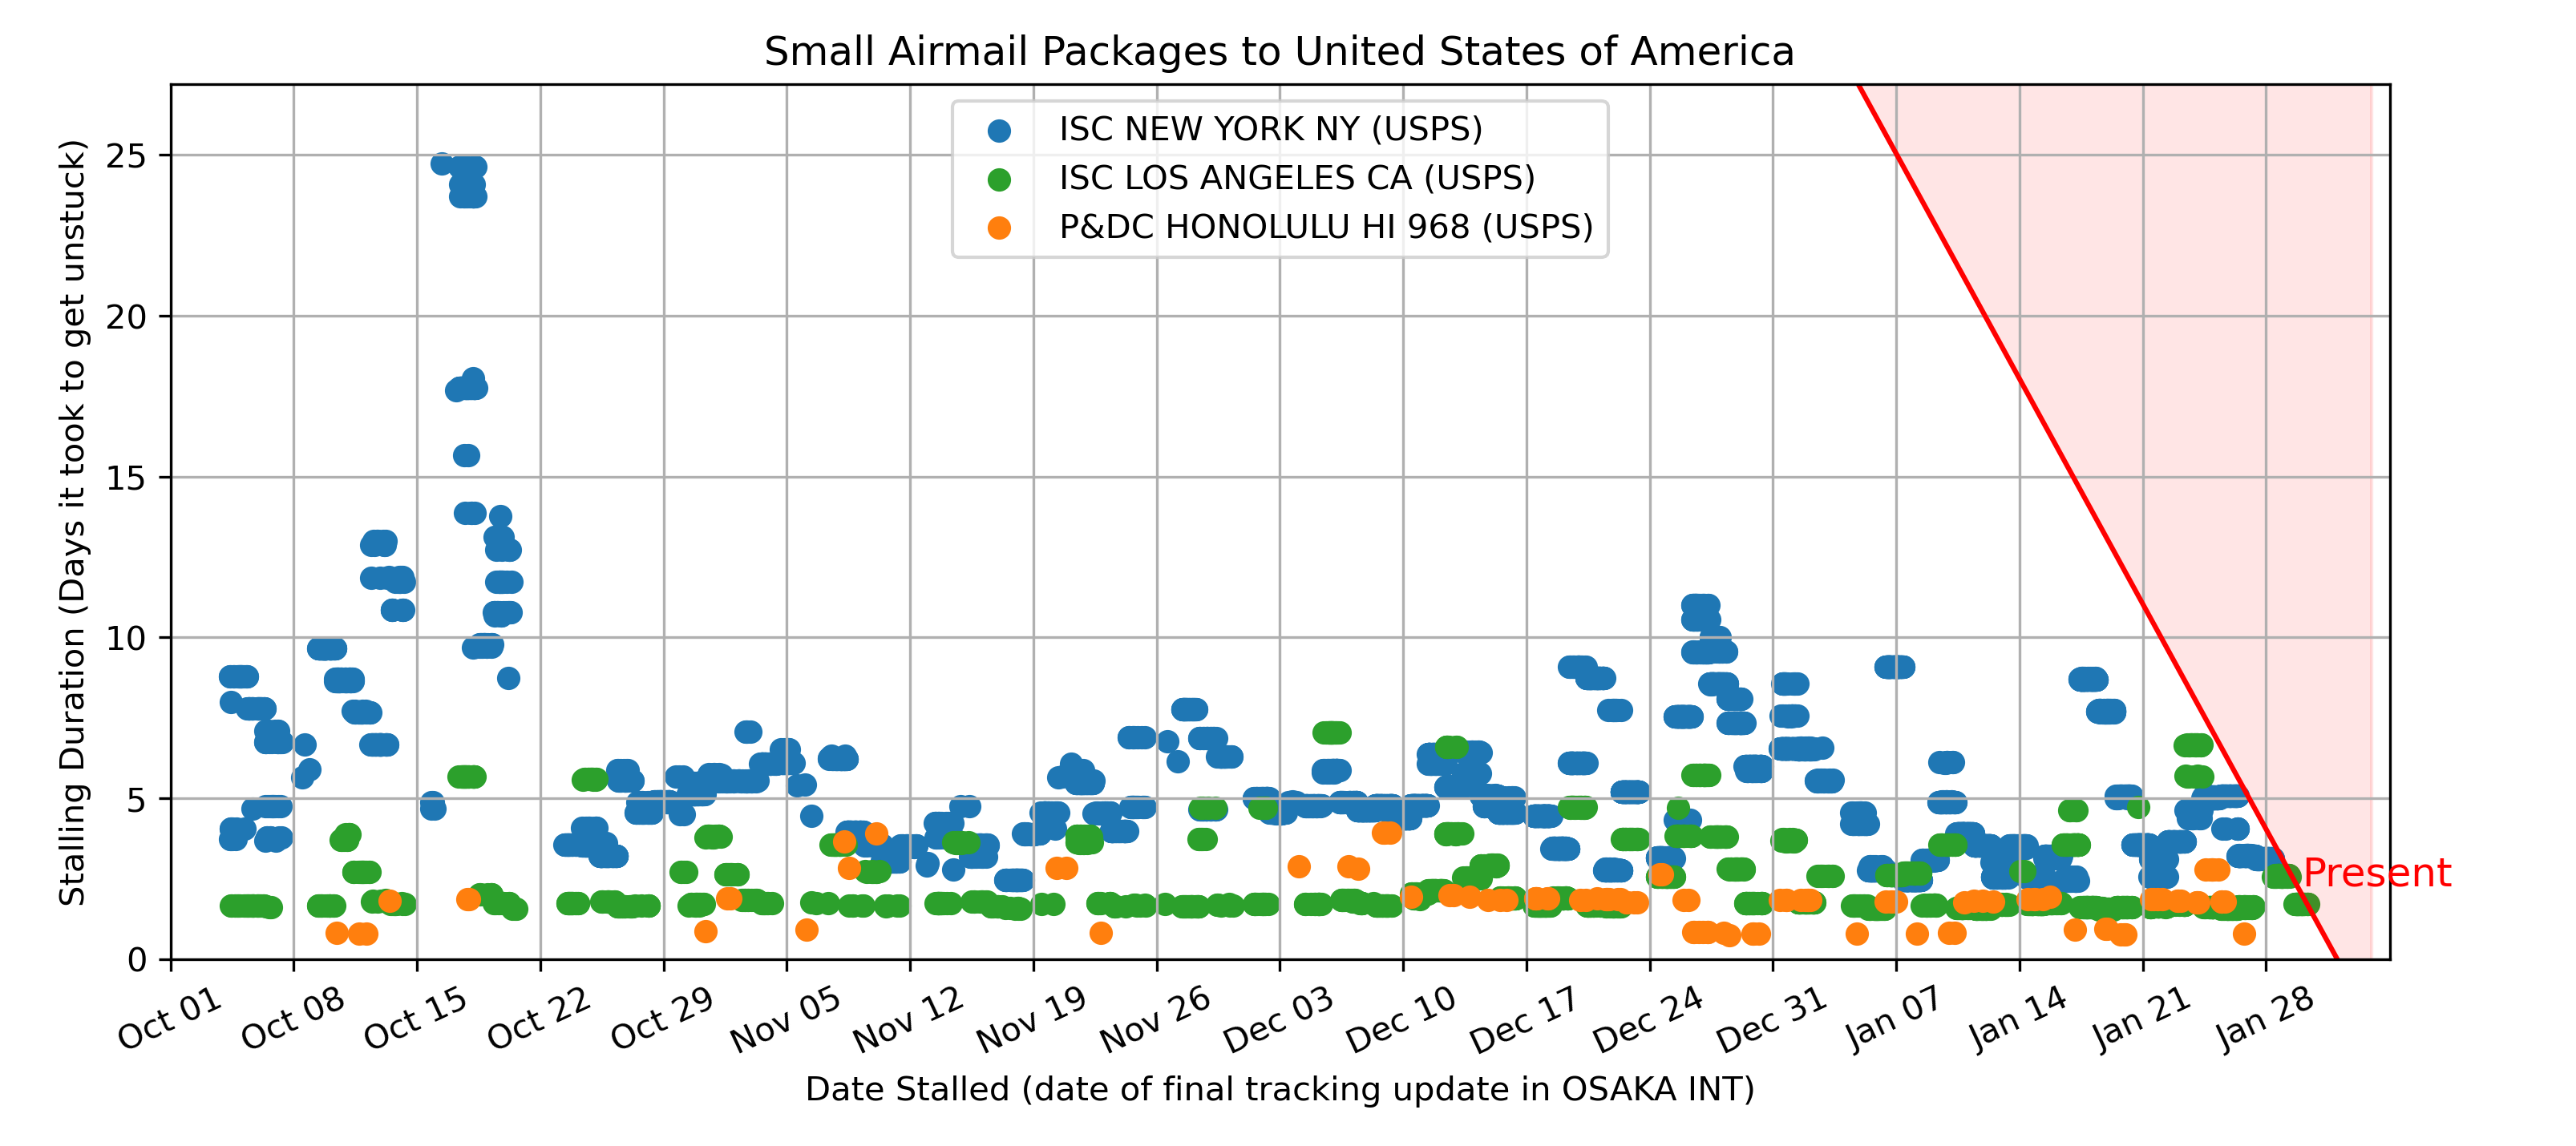 Small Airmail Packages to United States of America
ISC NEW YORK NY (USPS)
ISC LOS ANGELES CA (USPS)
P&DC HONOLULU HI 968 (USPS)
Stalling Duration (Days it took to get unstuck)
25
20
15
10
5
0
Present
Oct 01
Oct 08
Oct 15
Oct 22
Oct 29
Nov 05
Nov 12
Nov 19
Nov 26
Dec 03
Dec 10
Dec 17
Dec 24
Dec 31
Jan 07
Jan 14
Jan 21
Jan 28
Date Stalled (date of final tracking update in OSAKA INT)